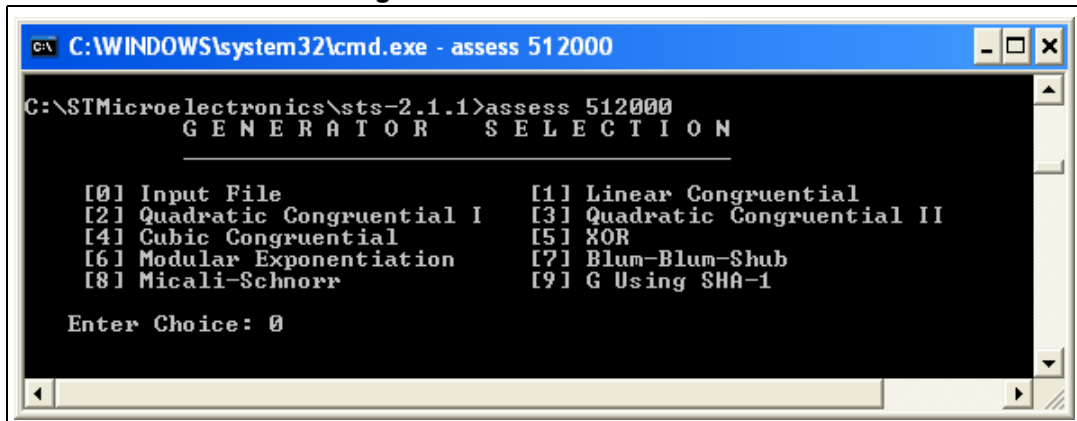 C:\WINDOWS\system32\cmd.exe - assess 512000
C:\STMicroelectronics\sts-2.1.1>assess 512000
G E N E R A T O R   S E L E C T I O N
[0] Input File [1] Linear Congruential
[2] Quadratic Congruential I [3] Quadratic Congruential II
[4] Cubic Congruential [5] XOR
[6] Modular Exponentiation [7] Blum-Blum-Shub
[8] Micali-Schnorr [9] G Using SHA-1
Enter Choice: 0